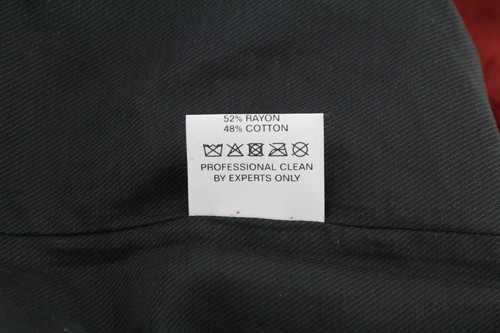 52% RAYON
48% COTTON
PROFESSIONAL CLEAN
BY EXPERTS ONLY